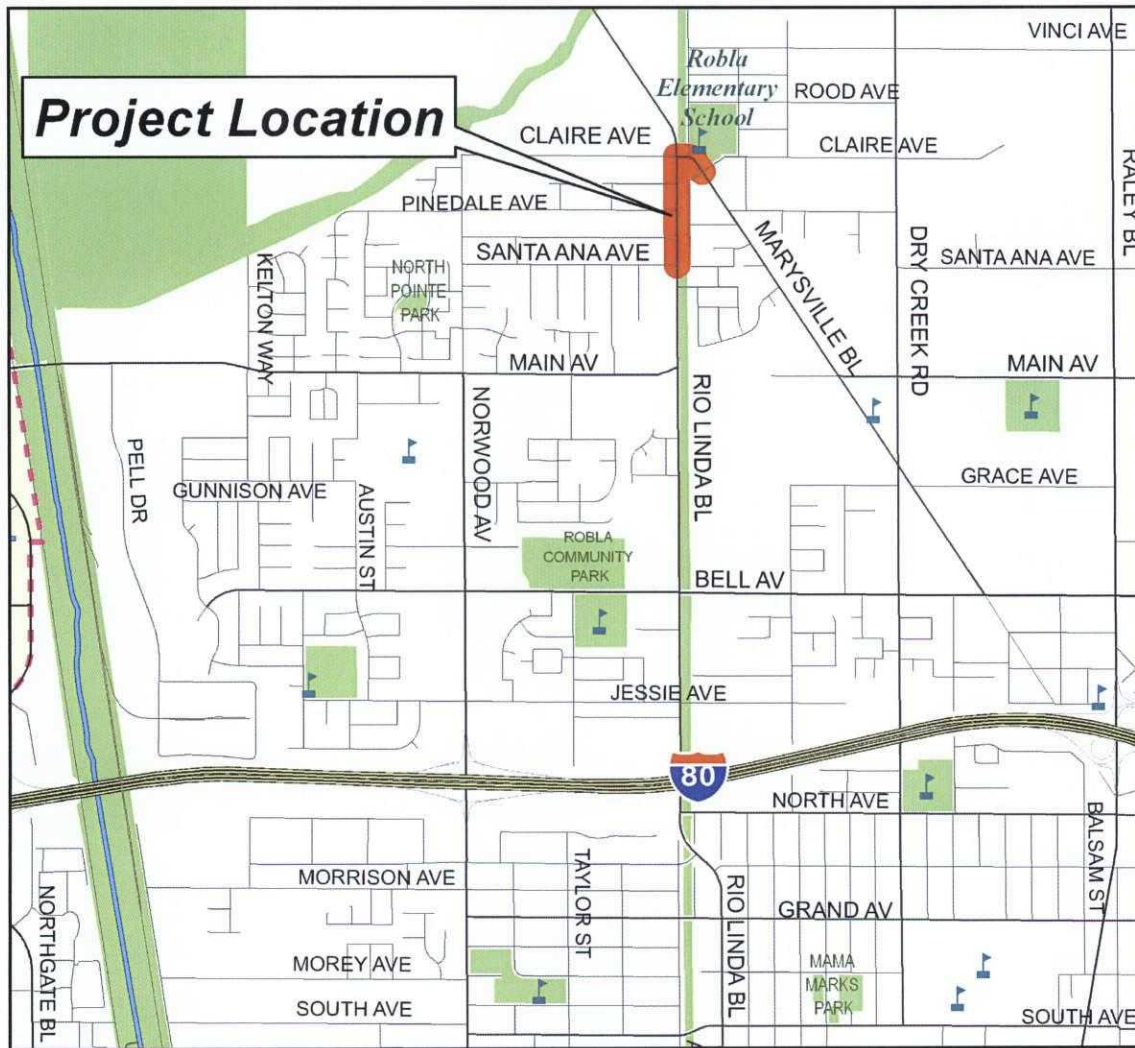 VINCI AVE
Robla
Elementary
School
ROOD AVE
Project Location
CLAIRE AVE
CLAIRE AVE
RALEY BL
PINEDALE AVE
SANTA ANA AVE
MARYSVILLE BL
DRY CREEK RD
SANTA ANA AVE
KELTON WAY
NORTH
POINTE
PARK
MAIN AV
MAIN AV
NORWOOD AV
RIO LINDA BL
PELL DR
GUNNISON AVE
AUSTIN ST
GRACE AVE
ROBLA
COMMUNITY
PARK
BELL AV
JESSIE AVE
80
NORTH AVE
BALSAM ST
MORRISON AVE
TAYLOR ST
RIO LINDA BL
GRAND AV
NORTHGATE BL
MOREY AVE
MAMA
MARKS
PARK
SOUTH AVE
SOUTH AVE